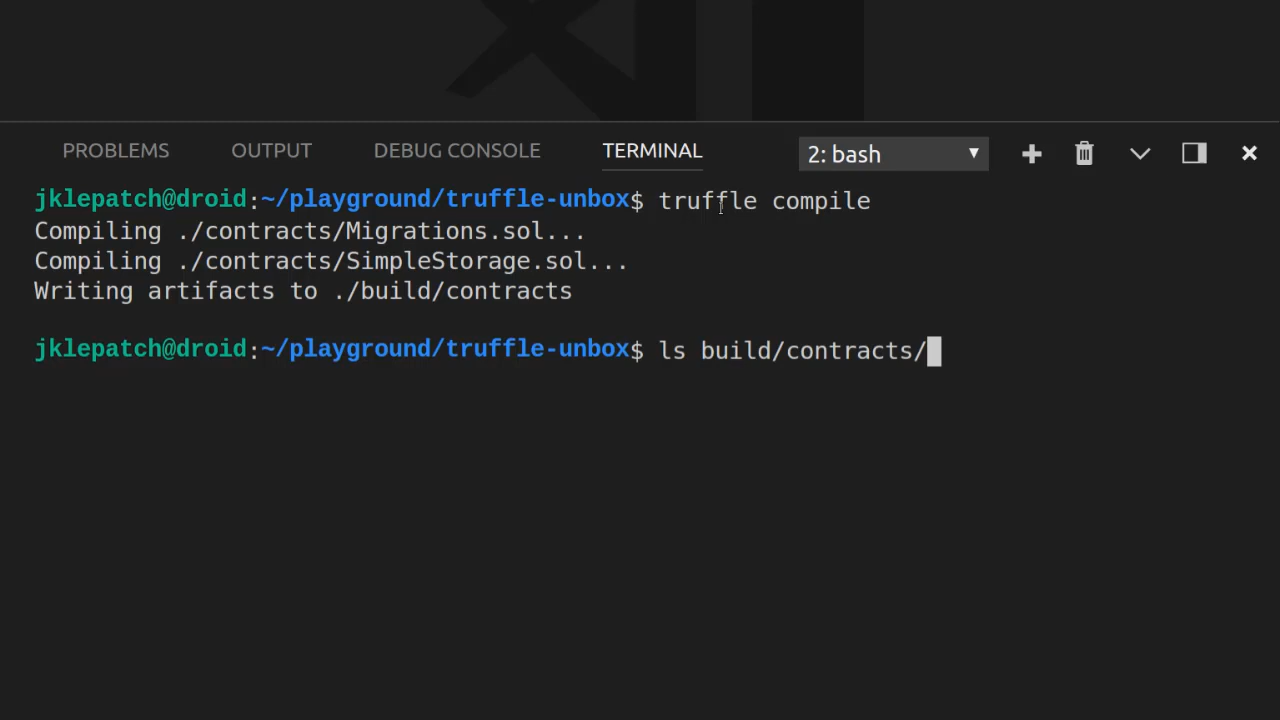 PROBLEMS OUTPUT DEBUG CONSOLE TERMINAL 2: bash
jklepatch@droid:~/playground/truffle-unbox$ truffle compile
Compiling ./contracts/Migrations.sol...
Compiling ./contracts/SimpleStorage.sol...
Writing artifacts to ./build/contracts
jklepatch@droid:~/playground/truffle-unbox$ ls build/contracts/